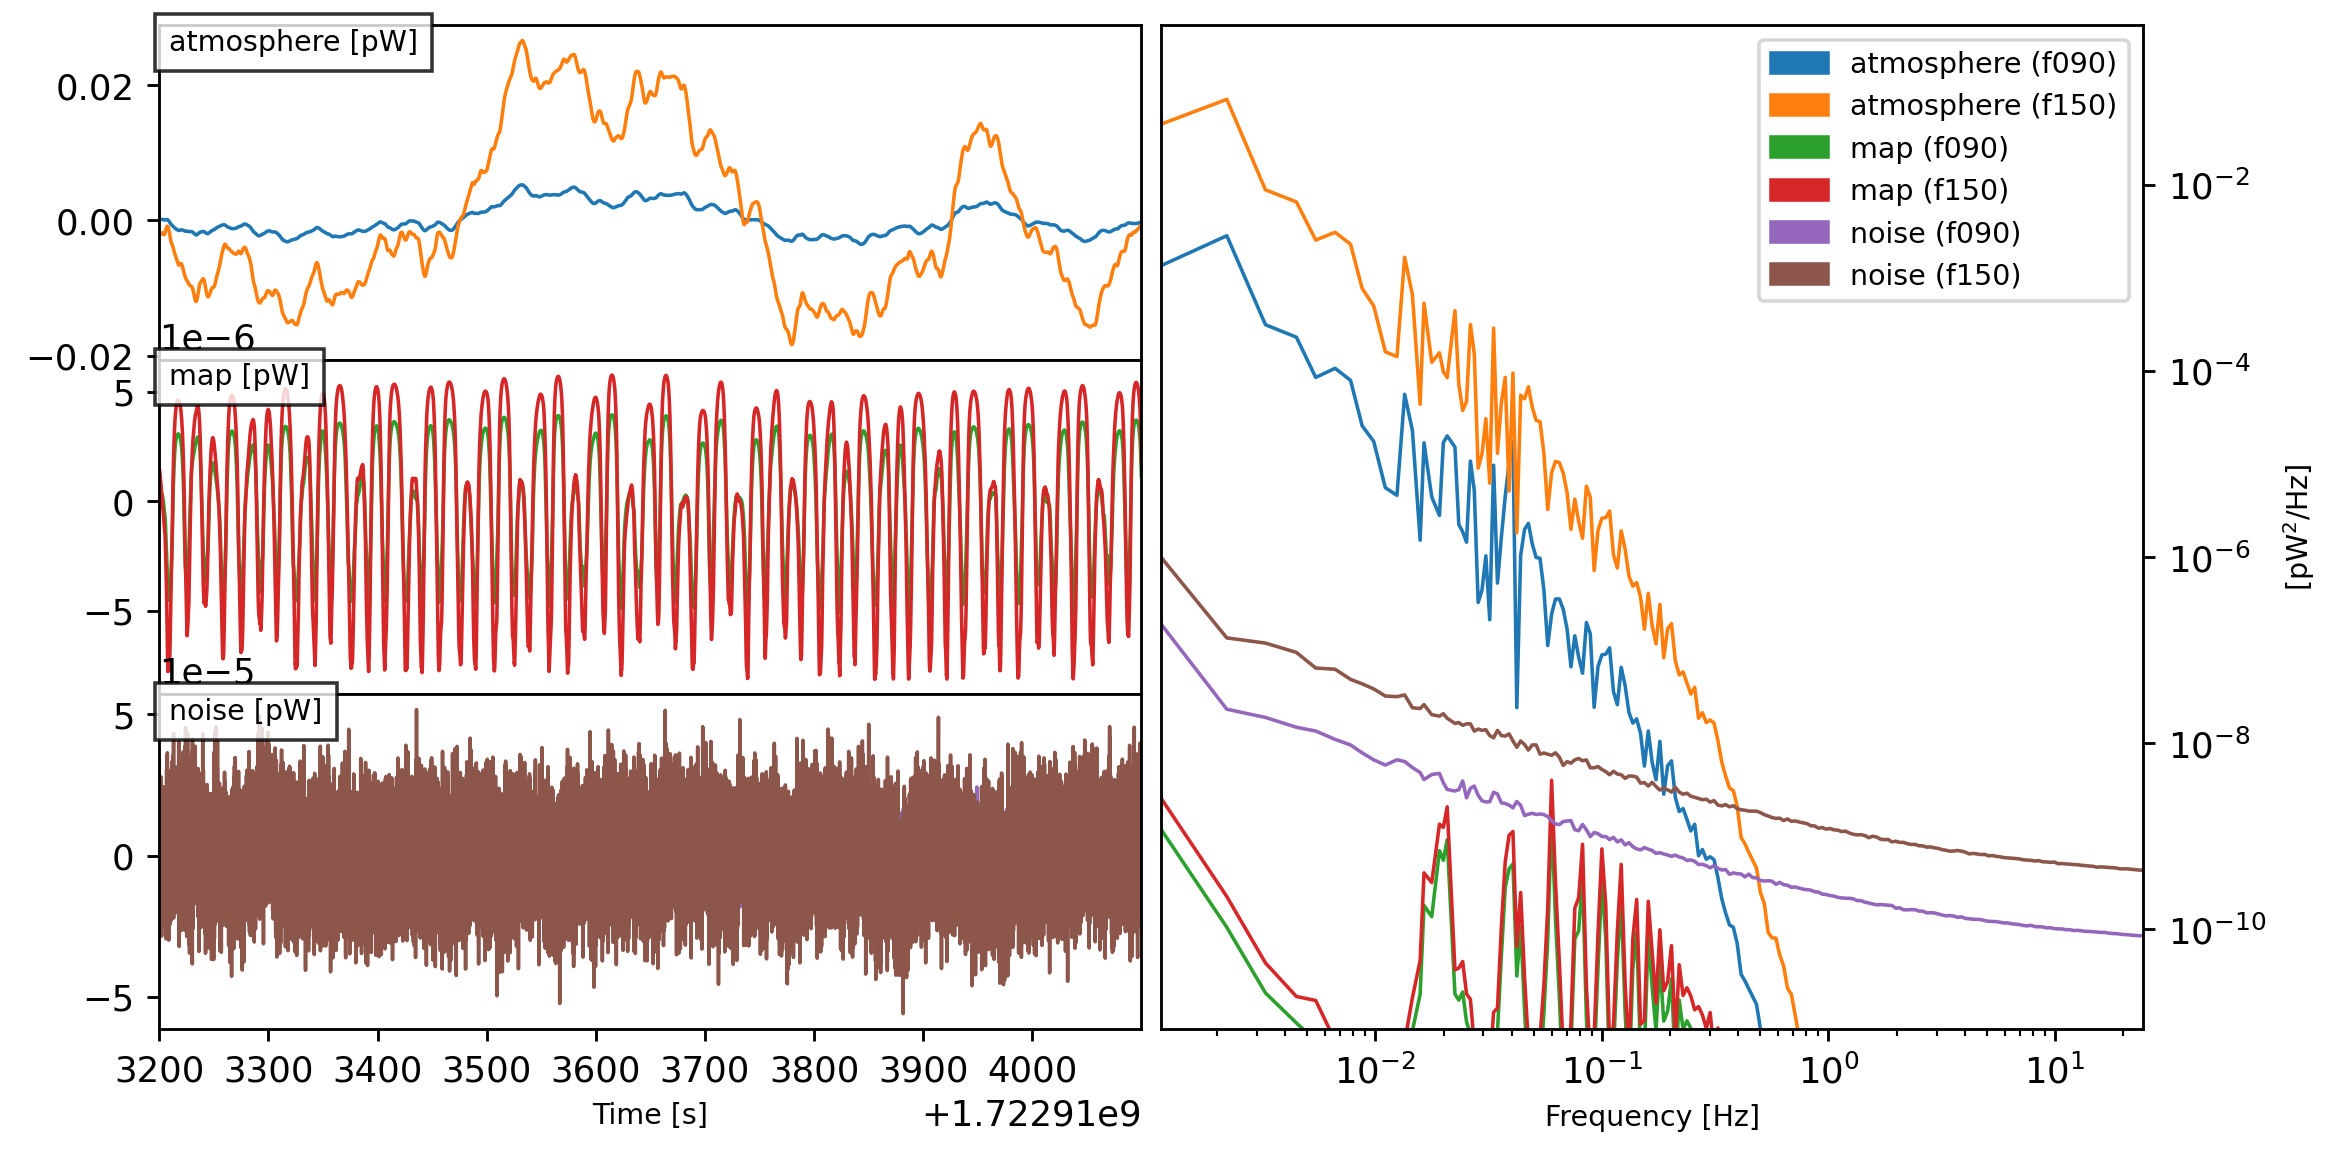 atmosphere [pW]
0.02
0.00
−0.02
1e−6
map [pW]
5
0
−5
1e−5
noise [pW]
5
0
−5
3200 3300 3400 3500 3600 3700 3800 3900 4000
Time [s]
+1.72291e9
atmosphere (f090)
atmosphere (f150)
map (f090)
map (f150)
noise (f090)
noise (f150)
10⁻²
10⁻⁴
10⁻⁶
10⁻⁸
10⁻¹⁰
[pW²/Hz]
10⁻² 10⁻¹ 10⁰ 10¹
Frequency [Hz]